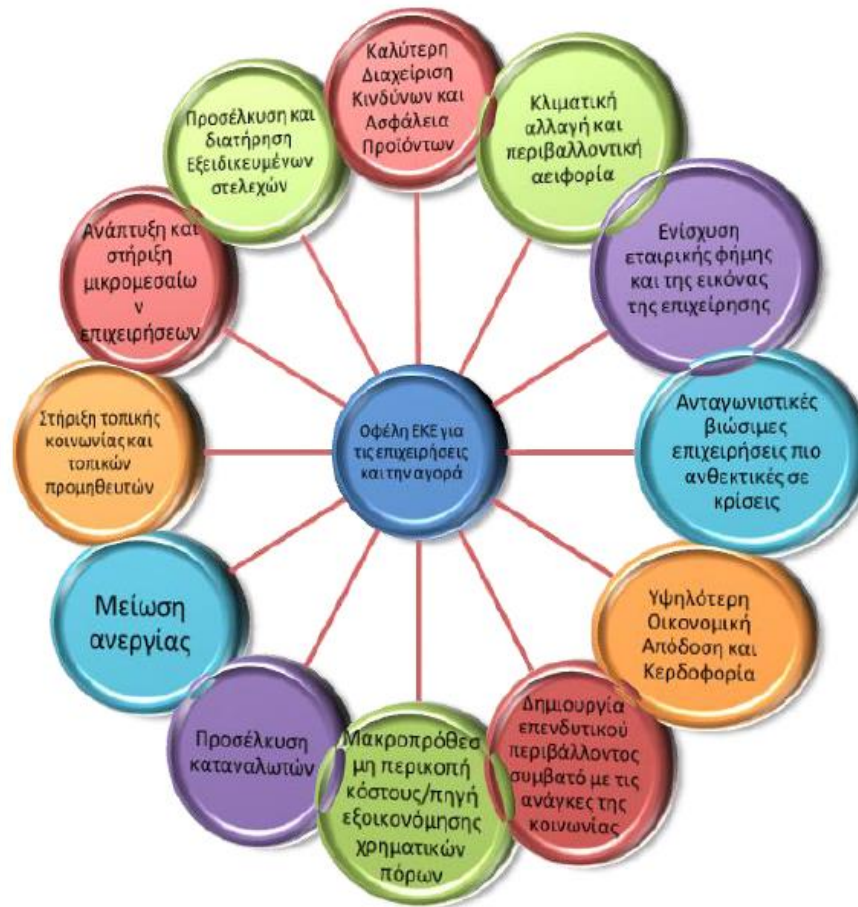 Καλύτερη
Διαχείριση
Κινδύνων και
Ασφάλεια
Προϊόντων
Κλιματική
αλλαγή και
περιβαλλοντική
αειφορία
Ενίσχυση
εταιρικής φήμης
και της εικόνας
της επιχείρησης
Ανταγωνιστικές
βιώσιμες
επιχειρήσεις πιο
ανθεκτικές σε
κρίσεις
Υψηλότερη
Οικονομική
Απόδοση και
Κερδοφορία
Δημιουργία
επενδυτικού
περιβάλλοντος
συμβατό με τις
ανάγκες της
κοινωνίας
Μακροπρόθεσ
μη περικοπή
κόστους/πηγή
εξοικονόμησης
χρηματικών
πόρων
Προσέλκυση
καταναλωτών
Μείωση
ανεργίας
Στήριξη τοπικής
κοινωνίας και
τοπικών
προμηθευτών
Ανάπτυξη και
στήριξη
μικρομεσαίω
ν
επιχειρήσεων
Προσέλκυση και
διατήρηση
Εξειδικευμένων
στελεχών
Οφέλη ΕΚΕ για
τις επιχειρήσεις
και την αγορά